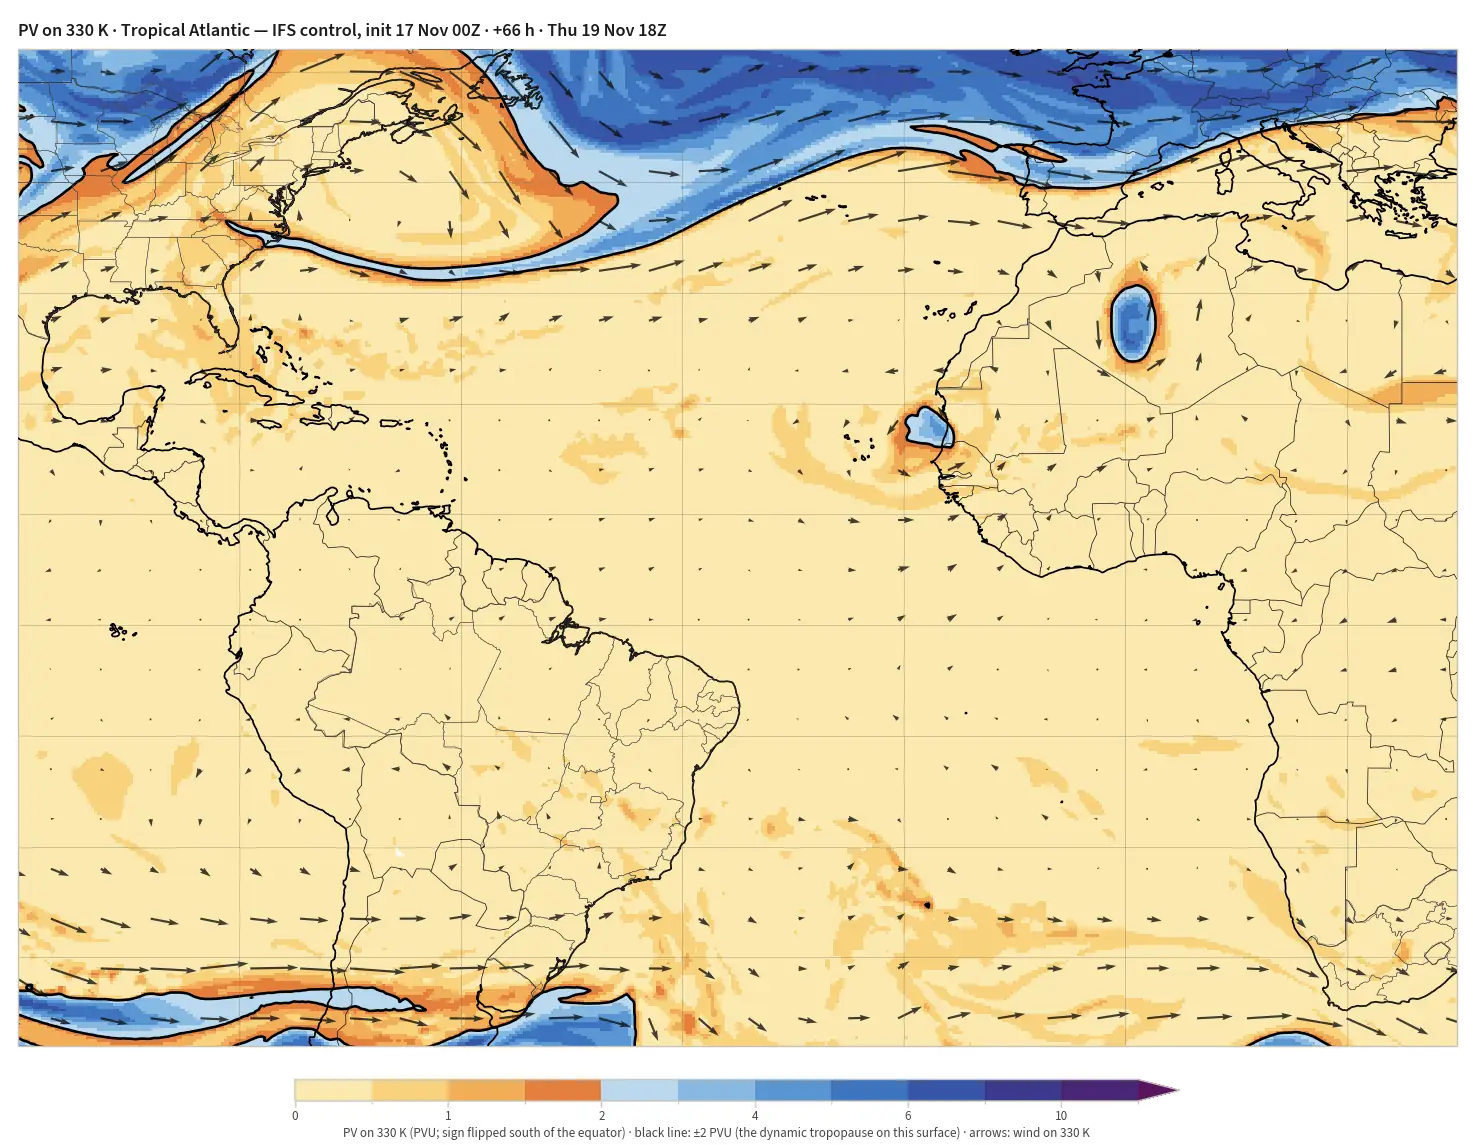 PV on 330 K · Tropical Atlantic — IFS control, init 17 Nov 00Z · +66 h · Thu 19 Nov 18Z
0 1 2 4 6 10
PV on 330 K (PVU; sign flipped south of the equator) · black line: ±2 PVU (the dynamic tropopause on this surface) · arrows: wind on 330 K